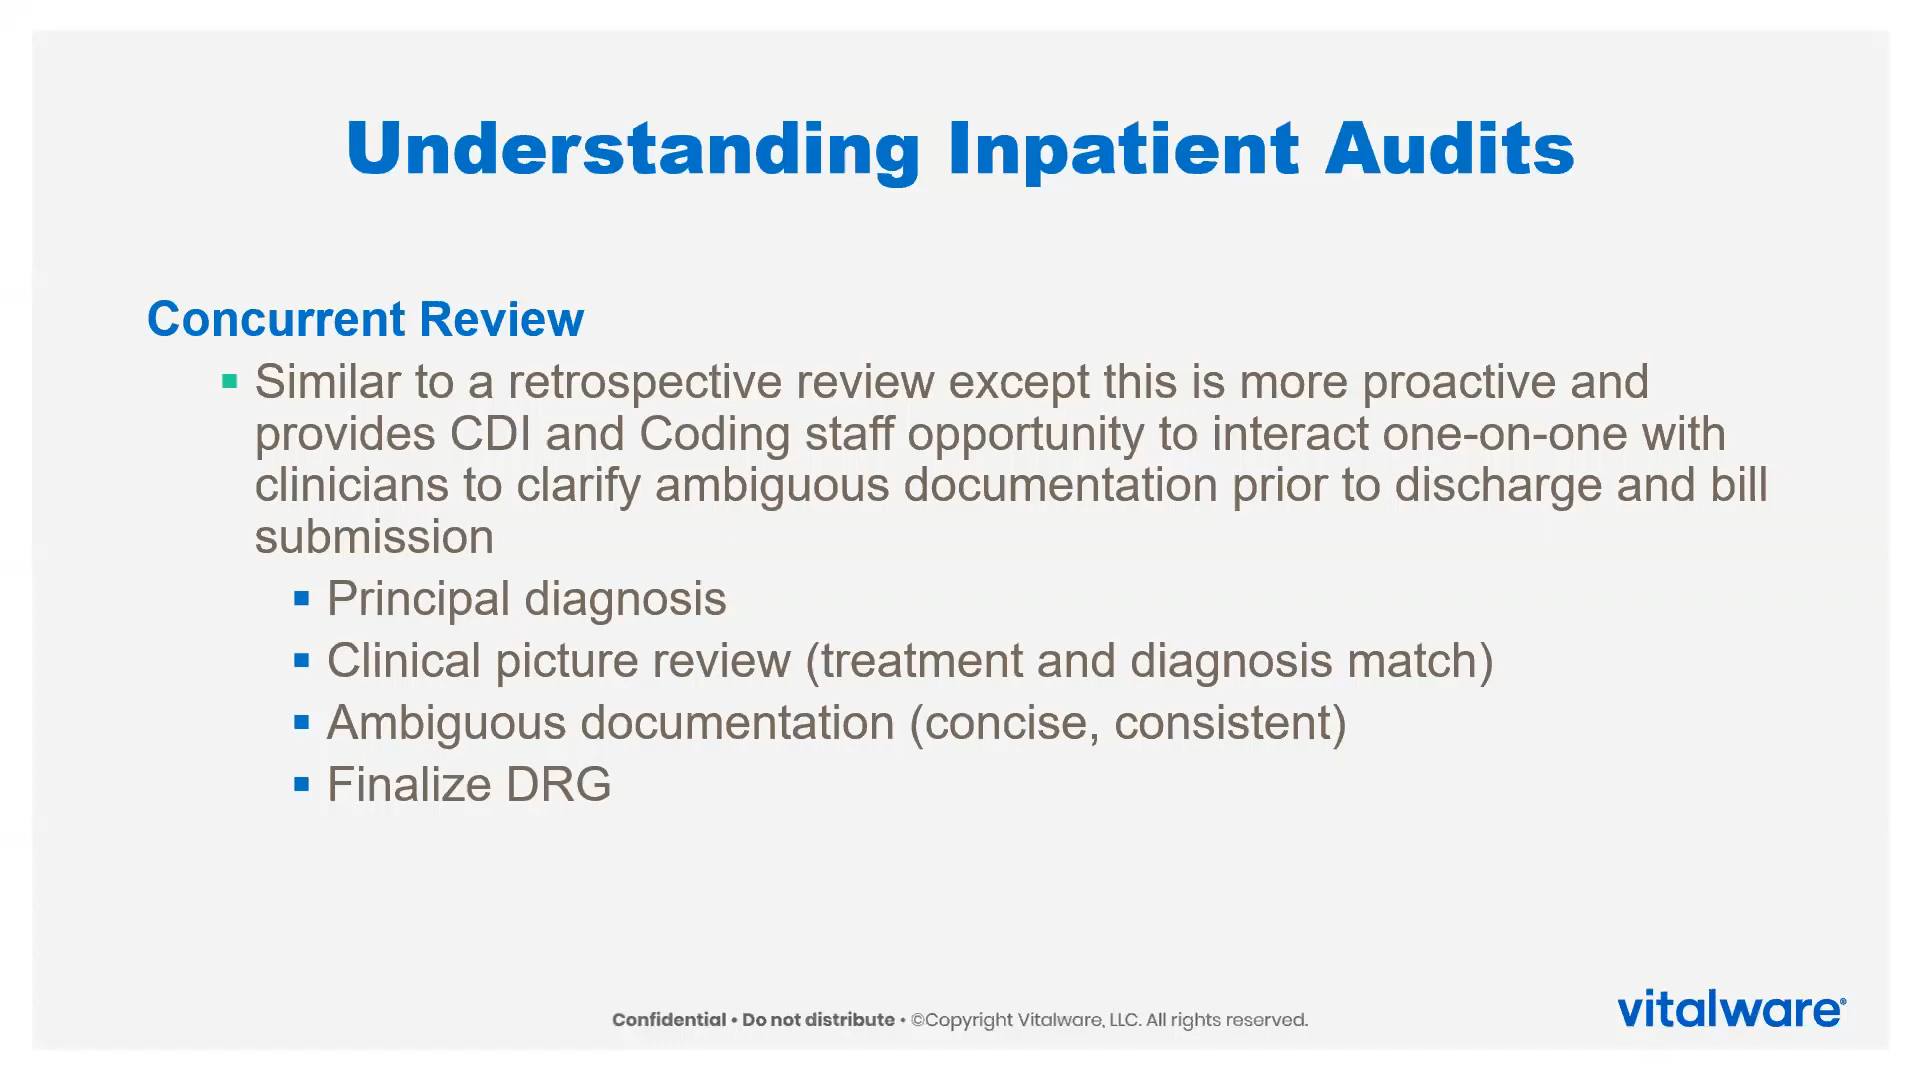 Understanding Inpatient Audits
Concurrent Review
▪ Similar to a retrospective review except this is more proactive and
provides CDI and Coding staff opportunity to interact one-on-one with
clinicians to clarify ambiguous documentation prior to discharge and bill
submission
▪ Principal diagnosis
▪ Clinical picture review (treatment and diagnosis match)
▪ Ambiguous documentation (concise, consistent)
▪ Finalize DRG
Confidential • Do not distribute • ©Copyright Vitalware, LLC. All rights reserved.
vitalware®